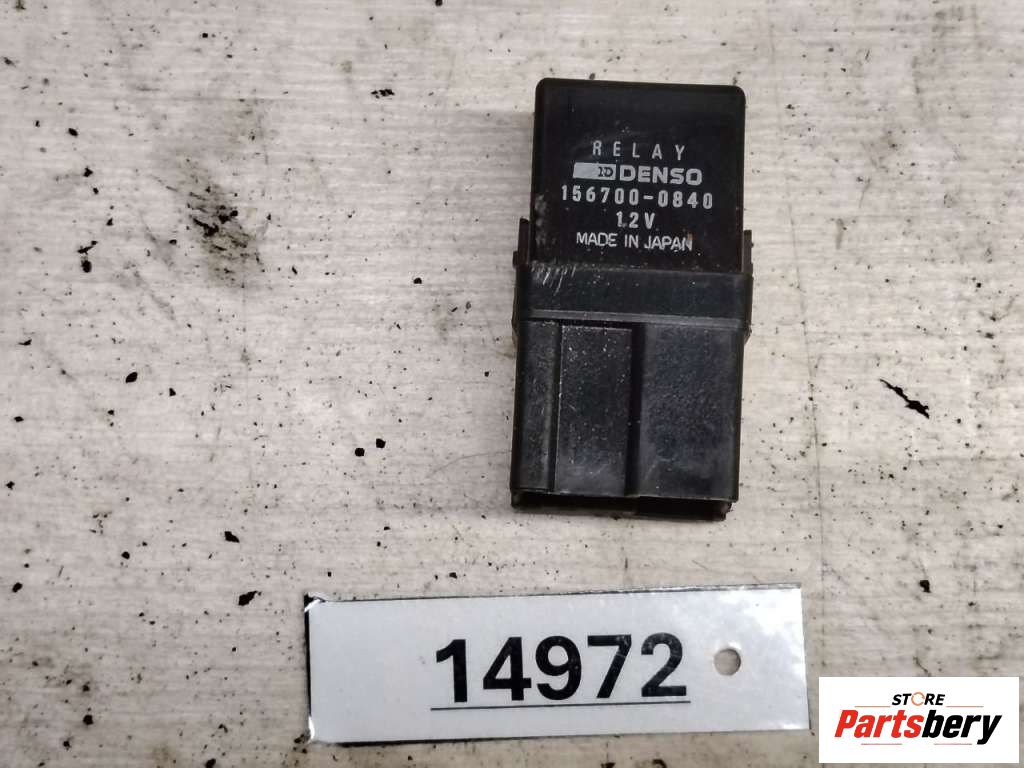 RELAY
DENSO
156700-0840
12V
MADE IN JAPAN
14972
STORE
Partsbery